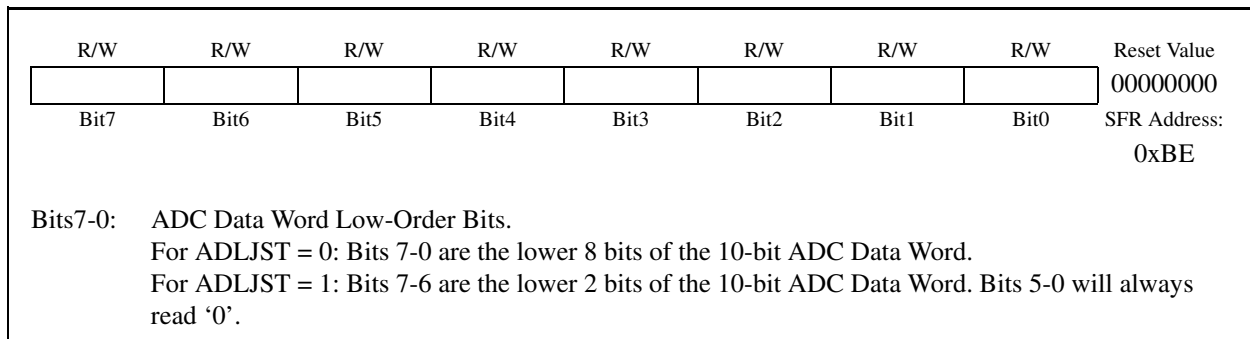 R/W R/W R/W R/W R/W R/W R/W R/W Reset Value
00000000
Bit7 Bit6 Bit5 Bit4 Bit3 Bit2 Bit1 Bit0 SFR Address:
0xBE
Bits7-0: ADC Data Word Low-Order Bits.
For ADLJST = 0: Bits 7-0 are the lower 8 bits of the 10-bit ADC Data Word.
For ADLJST = 1: Bits 7-6 are the lower 2 bits of the 10-bit ADC Data Word. Bits 5-0 will always
read ‘0’.